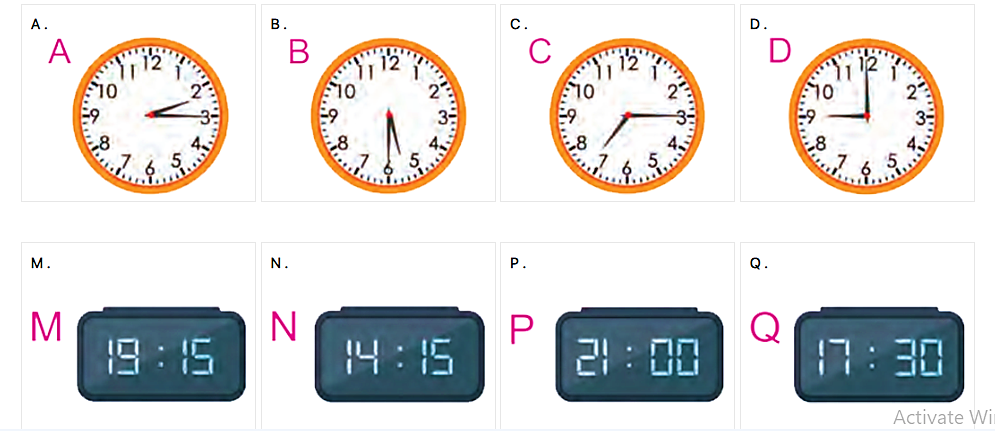 A. B. C. D.
A B C D
12 1 2 3 4 5 6 7 8 9 10 11
12 1 2 3 4 5 6 7 8 9 10 11
12 1 2 3 4 5 6 7 8 9 10 11
12 1 2 3 4 5 6 7 8 9 10 11
M. N. P. Q.
M 19:15
N 14:15
P 21:00
Q 17:30
Activate Wi